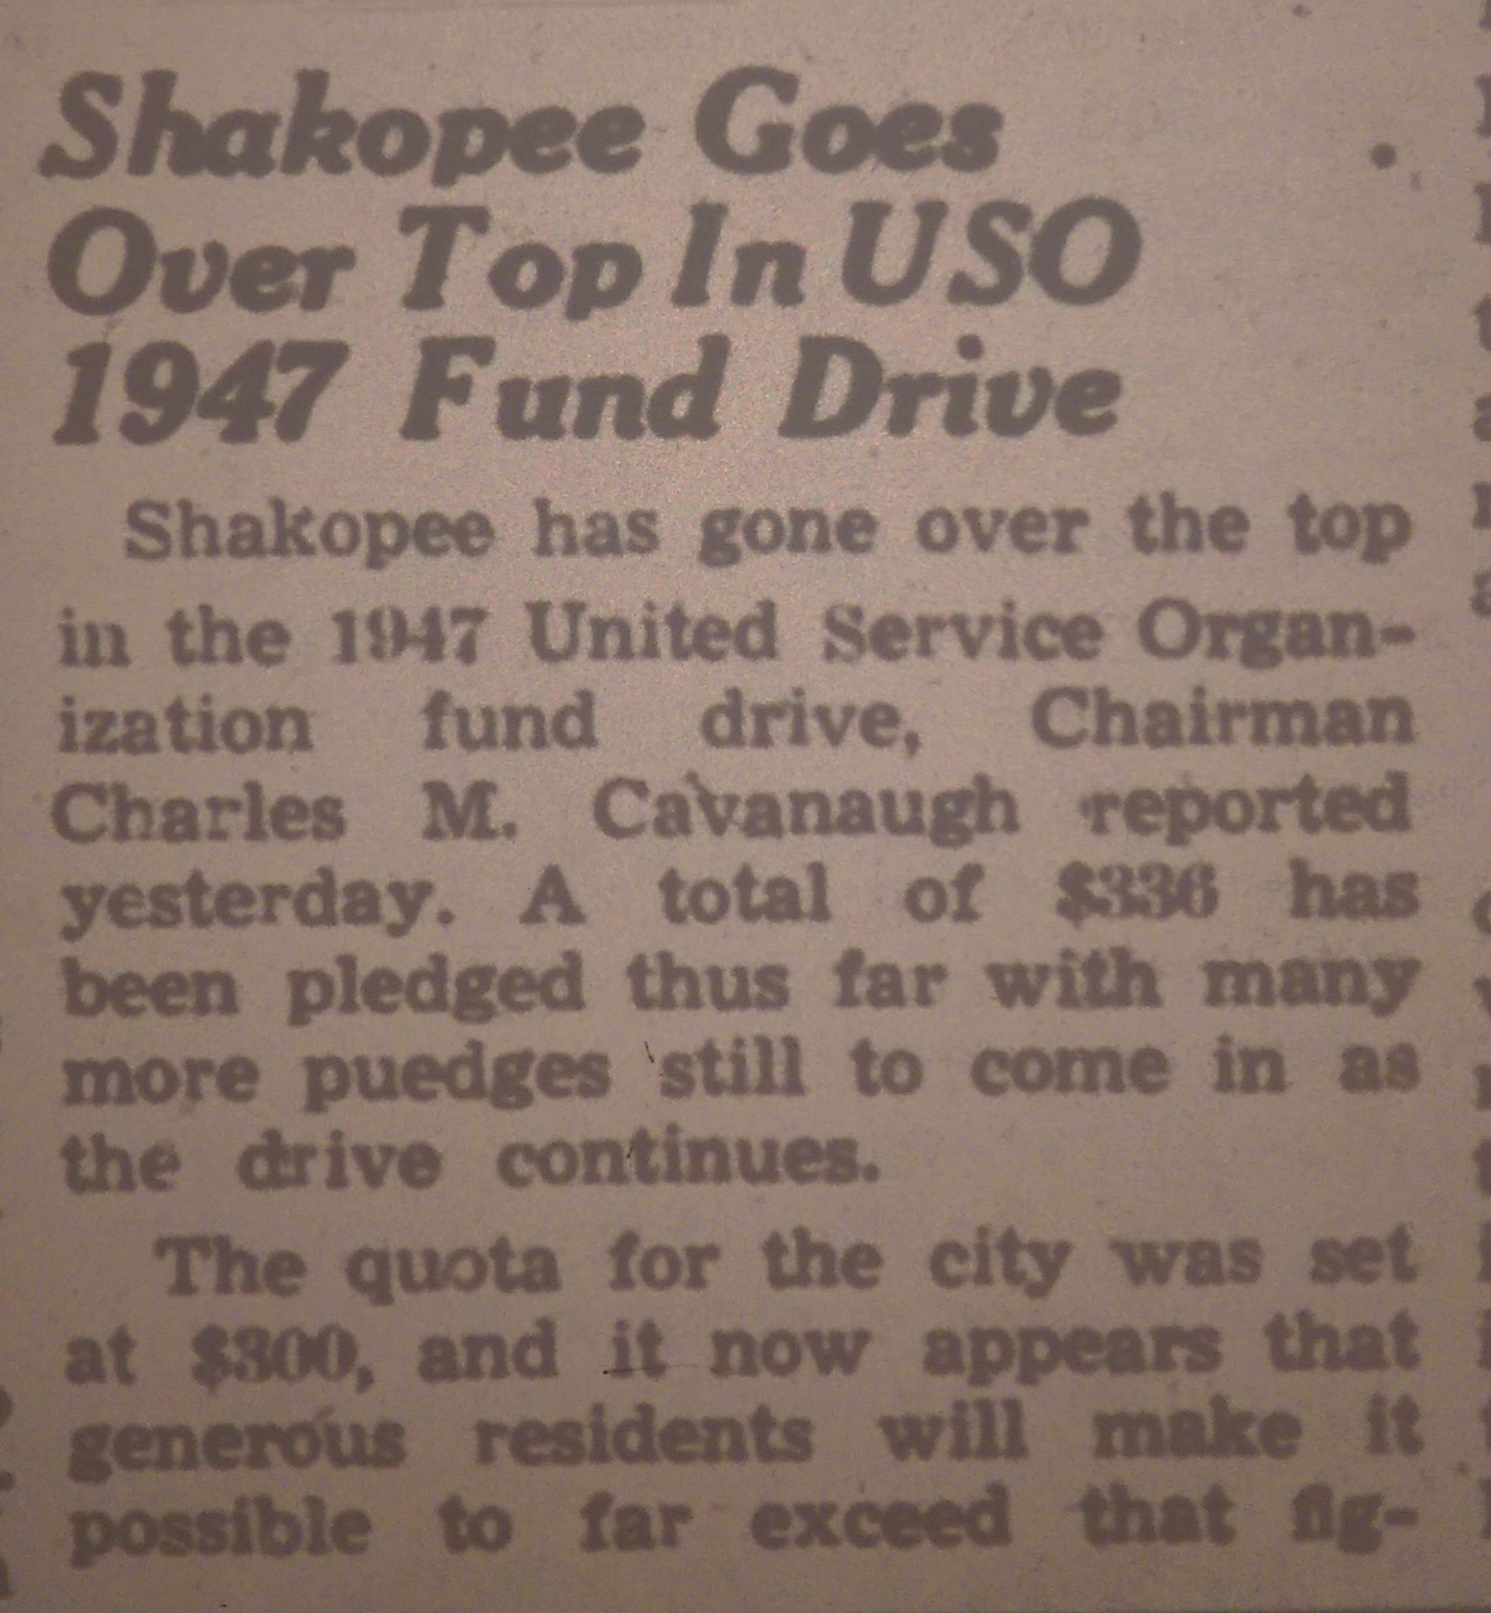 Shakopee Goes
Over Top In USO
1947 Fund Drive
Shakopee has gone over the top
in the 1947 United Service Organ-
ization fund drive, Chairman
Charles M. Cavanaugh reported
yesterday. A total of $336 has
been pledged thus far with many
more puedges still to come in as
the drive continues.
The quota for the city was set
at $300, and it now appears that
generous residents will make it
possible to far exceed that fig-